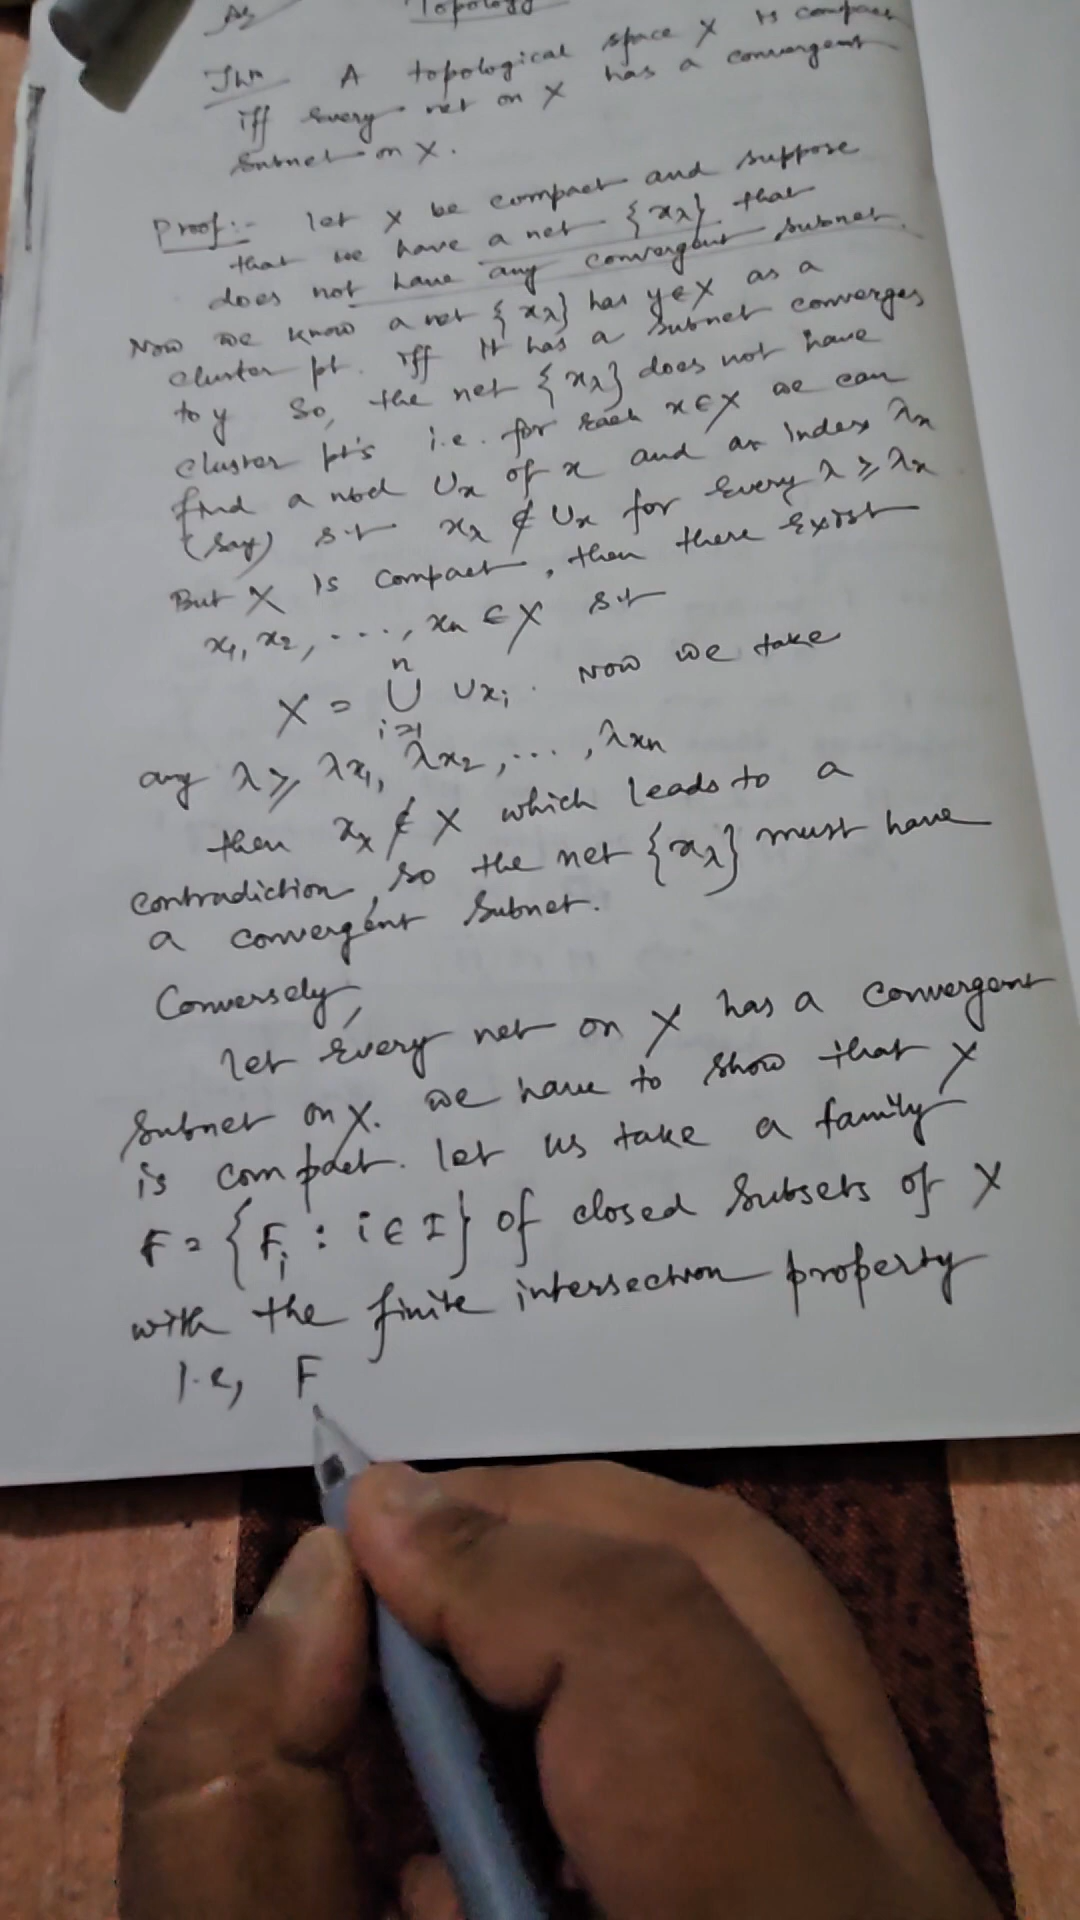 Topology
Thm A topological space X is compact
iff every net on X has a convergent
subnet on X.
Proof:- let X be compact and suppose
that we have a net {xλ} that
does not have any convergent subnet.
Now we know a net {xλ} has y∈X as a
cluster pt. iff it has a subnet converges
to y So, the net {xλ} does not have
cluster pt's i.e. for each x∈X we can
find a nbd Ux of x and an index λx
(say) s.t xλ ∉ Ux for every λ ≥ λx
But X is compact, then there exist
x1, x2, ...., xn ∈ X s.t
X = ⋃ⁿᵢ₌₁ Uxi. Now we take
any λ ≥ λx1, λx2, ..., λxn
then xλ ∉ X which leads to a
contradiction, so the net {xλ} must have
a convergent subnet.
Conversely,
let every net on X has a convergent
subnet on X. we have to show that X
is compact. let us take a family
F = {Fi : i ∈ I} of closed subsets of X
with the finite intersection property
i.e, F